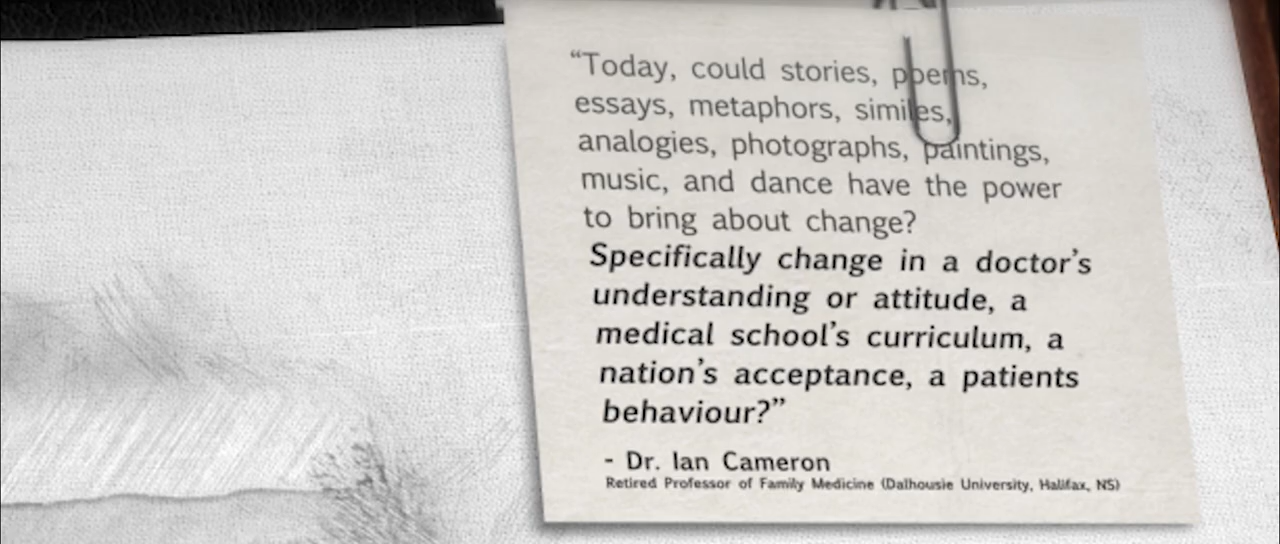 “Today, could stories, poems,
essays, metaphors, similes,
analogies, photographs, paintings,
music, and dance have the power
to bring about change?
Specifically change in a doctor’s
understanding or attitude, a
medical school’s curriculum, a
nation’s acceptance, a patients
behaviour?”
- Dr. Ian Cameron
Retired Professor of Family Medicine (Dalhousie University, Halifax, NS)